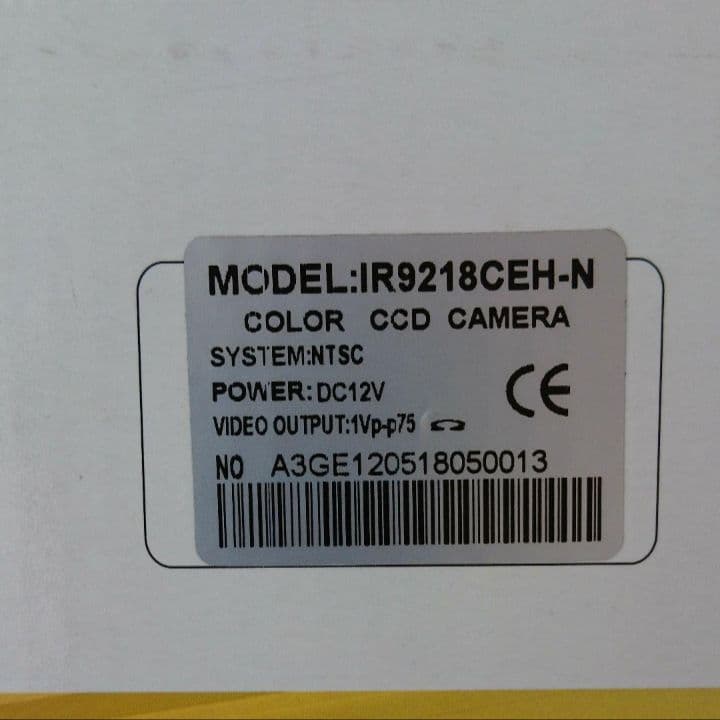 MODEL:IR9218CEH-N
COLOR CCD CAMERA
SYSTEM:NTSC
POWER:DC12V
CE
VIDEO OUTPUT:1Vp-p75 Ω
NO A3GE120518050013